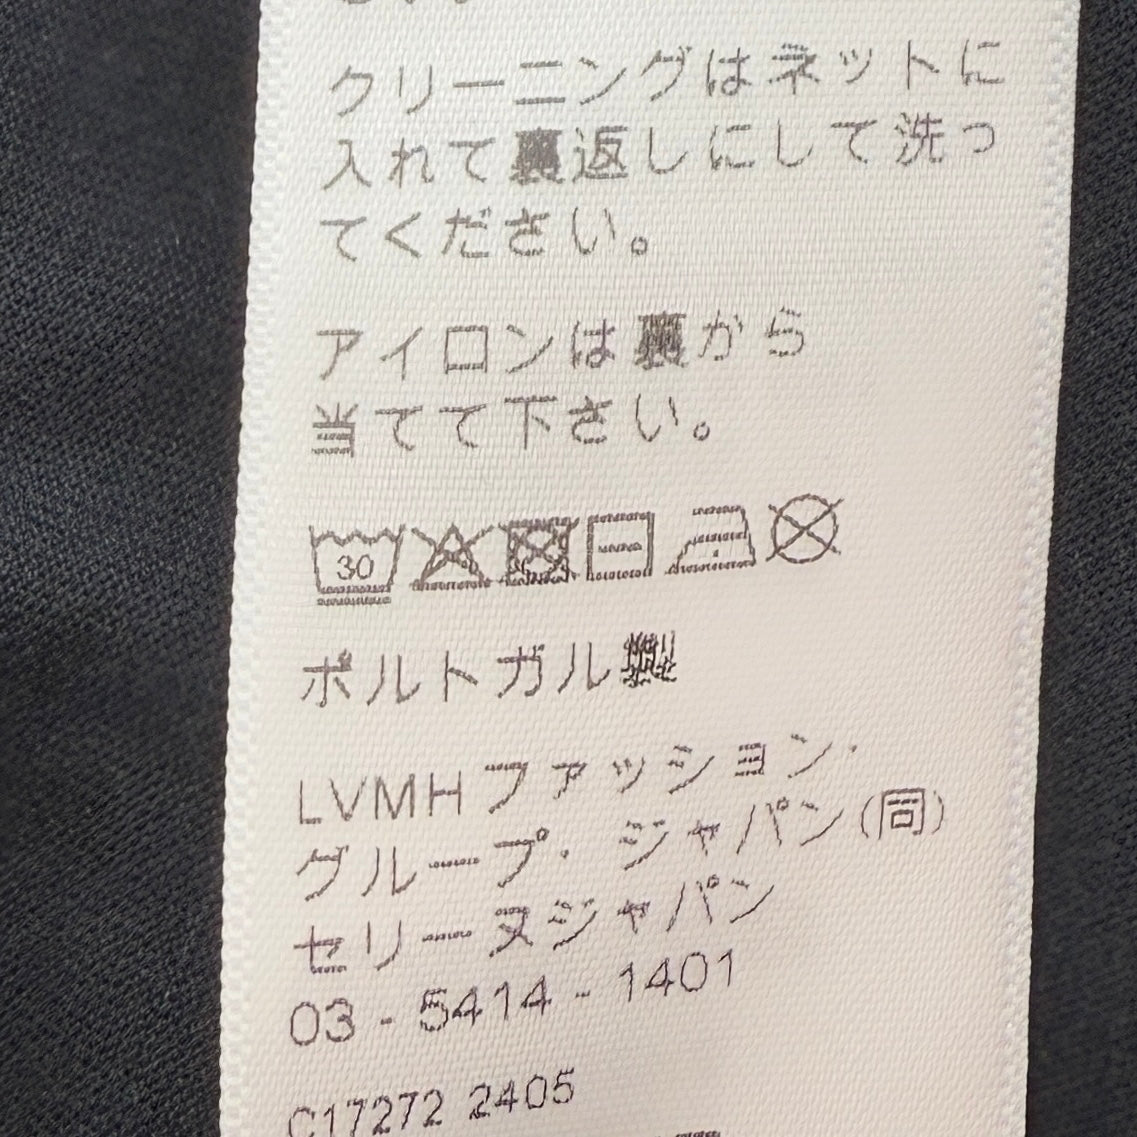 クリーニングはネットに
入れて裏返しにして洗っ
てください。
アイロンは裏から
当てて下さい。
30
ポルトガル製
LVMHファッション・
グループ・ジャパン(同)
セリーヌジャパン
03 - 5414 - 1401
C17272 2405